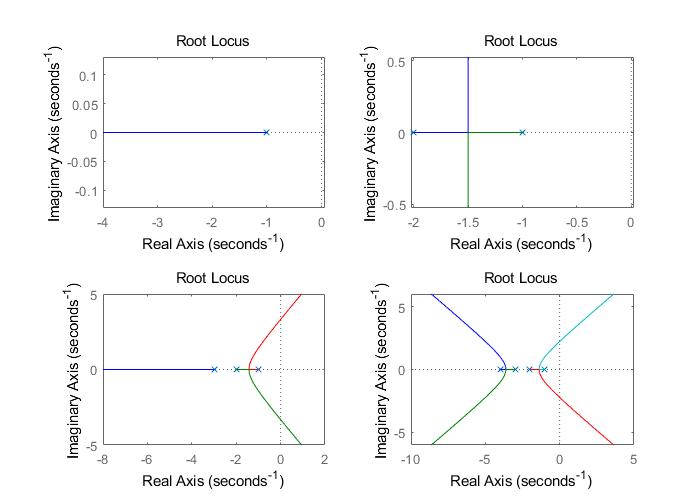 Root Locus
Imaginary Axis (seconds⁻¹)
0.1
0.05
0
-0.05
-0.1
-4
-3
-2
-1
0
Real Axis (seconds⁻¹)
Root Locus
Imaginary Axis (seconds⁻¹)
0.5
0
-0.5
-2
-1.5
-1
-0.5
0
Real Axis (seconds⁻¹)
Root Locus
Imaginary Axis (seconds⁻¹)
5
0
-5
-8
-6
-4
-2
0
2
Real Axis (seconds⁻¹)
Root Locus
Imaginary Axis (seconds⁻¹)
5
0
-5
-10
-5
0
5
Real Axis (seconds⁻¹)